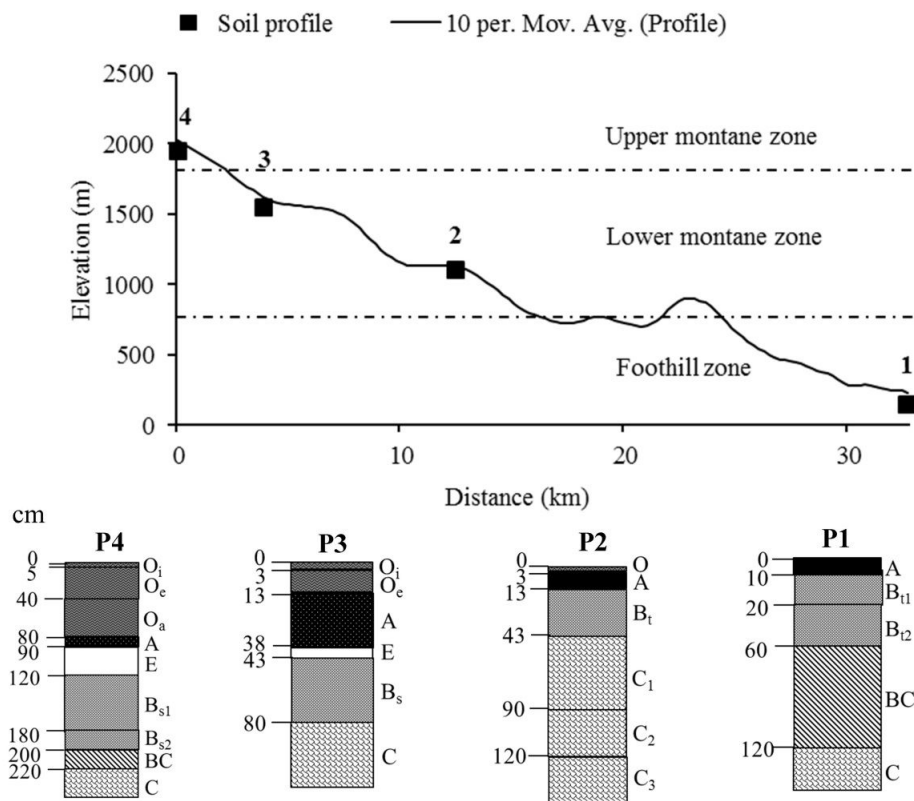 Soil profile
10 per. Mov. Avg. (Profile)
2500
2000
1500
1000
500
0
Elevation (m)
4
3
2
1
Upper montane zone
Lower montane zone
Foothill zone
0 10 20 30
Distance (km)
cm
P4
0
5
40
80
90
120
180
200
220
Oi
Oe
Oa
A
E
Bs1
Bs2
BC
C
P3
0
3
13
38
43
80
Oi
Oe
A
E
Bs
C
P2
0
3
13
43
90
120
O
A
Bt
C1
C2
C3
P1
0
10
20
60
120
A
Bt1
Bt2
BC
C